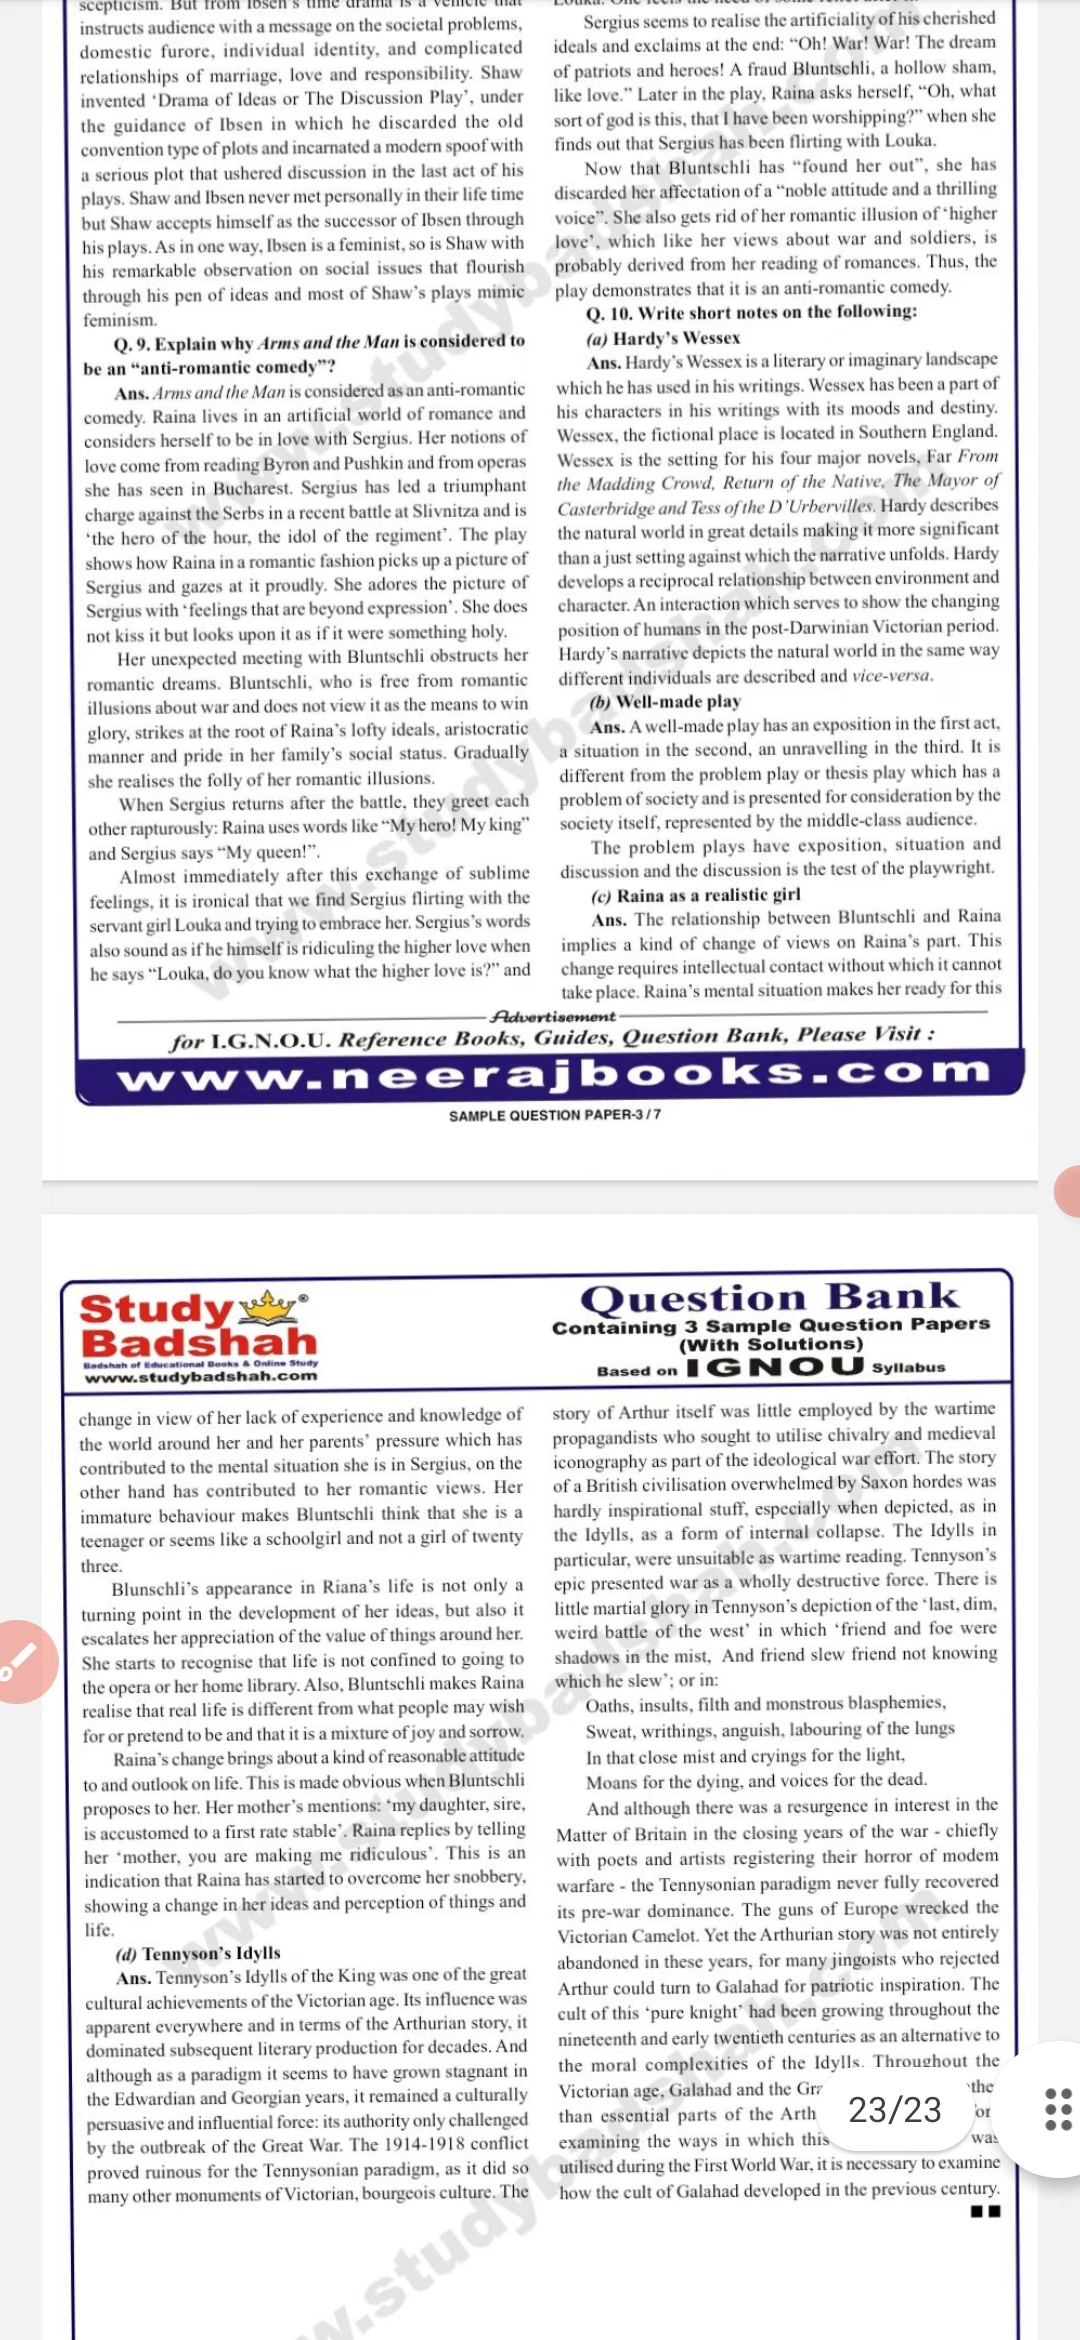 scepticism. But from Ibsen's time drama is a vehicle that
instructs audience with a message on the societal problems,
domestic furore, individual identity, and complicated
relationships of marriage, love and responsibility. Shaw
invented ‘Drama of Ideas or The Discussion Play’, under
the guidance of Ibsen in which he discarded the old
convention type of plots and incarnated a modern spoof with
a serious plot that ushered discussion in the last act of his
plays. Shaw and Ibsen never met personally in their life time
but Shaw accepts himself as the successor of Ibsen through
his plays. As in one way, Ibsen is a feminist, so is Shaw with
his remarkable observation on social issues that flourish
through his pen of ideas and most of Shaw’s plays mimic
feminism.
Q. 9. Explain why Arms and the Man is considered to
be an “anti-romantic comedy”?
Ans. Arms and the Man is considered as an anti-romantic
comedy. Raina lives in an artificial world of romance and
considers herself to be in love with Sergius. Her notions of
love come from reading Byron and Pushkin and from operas
she has seen in Bucharest. Sergius has led a triumphant
charge against the Serbs in a recent battle at Slivnitza and is
‘the hero of the hour, the idol of the regiment’. The play
shows how Raina in a romantic fashion picks up a picture of
Sergius and gazes at it proudly. She adores the picture of
Sergius with ‘feelings that are beyond expression’. She does
not kiss it but looks upon it as if it were something holy.
Her unexpected meeting with Bluntschli obstructs her
romantic dreams. Bluntschli, who is free from romantic
illusions about war and does not view it as the means to win
glory, strikes at the root of Raina’s lofty ideals, aristocratic
manner and pride in her family’s social status. Gradually
she realises the folly of her romantic illusions.
When Sergius returns after the battle, they greet each
other rapturously: Raina uses words like “My hero! My king”
and Sergius says “My queen!”.
Almost immediately after this exchange of sublime
feelings, it is ironical that we find Sergius flirting with the
servant girl Louka and trying to embrace her. Sergius’s words
also sound as if he himself is ridiculing the higher love when
he says “Louka, do you know what the higher love is?” and
Sergius seems to realise the artificiality of his cherished
ideals and exclaims at the end: “Oh! War! War! The dream
of patriots and heroes! A fraud Bluntschli, a hollow sham,
like love.” Later in the play, Raina asks herself, “Oh, what
sort of god is this, that I have been worshipping?” when she
finds out that Sergius has been flirting with Louka.
Now that Bluntschli has “found her out”, she has
discarded her affectation of a “noble attitude and a thrilling
voice”. She also gets rid of her romantic illusion of ‘higher
love’, which like her views about war and soldiers, is
probably derived from her reading of romances. Thus, the
play demonstrates that it is an anti-romantic comedy.
Q. 10. Write short notes on the following:
(a) Hardy’s Wessex
Ans. Hardy’s Wessex is a literary or imaginary landscape
which he has used in his writings. Wessex has been a part of
his characters in his writings with its moods and destiny.
Wessex, the fictional place is located in Southern England.
Wessex is the setting for his four major novels, Far From
the Madding Crowd, Return of the Native, The Mayor of
Casterbridge and Tess of the D’Urbervilles. Hardy describes
the natural world in great details making it more significant
than a just setting against which the narrative unfolds. Hardy
develops a reciprocal relationship between environment and
character. An interaction which serves to show the changing
position of humans in the post-Darwinian Victorian period.
Hardy’s narrative depicts the natural world in the same way
different individuals are described and vice-versa.
(b) Well-made play
Ans. A well-made play has an exposition in the first act,
a situation in the second, an unravelling in the third. It is
different from the problem play or thesis play which has a
problem of society and is presented for consideration by the
society itself, represented by the middle-class audience.
The problem plays have exposition, situation and
discussion and the discussion is the test of the playwright.
(c) Raina as a realistic girl
Ans. The relationship between Bluntschli and Raina
implies a kind of change of views on Raina’s part. This
change requires intellectual contact without which it cannot
take place. Raina’s mental situation makes her ready for this
Advertisement
for I.G.N.O.U. Reference Books, Guides, Question Bank, Please Visit :
www.neerajbooks.com
SAMPLE QUESTION PAPER-3 / 7
Study
Badshah
Badshah of Educational Books & Online Study
www.studybadshah.com
Question Bank
Containing 3 Sample Question Papers
(With Solutions)
Based on IGNOU Syllabus
change in view of her lack of experience and knowledge of
the world around her and her parents’ pressure which has
contributed to the mental situation she is in Sergius, on the
other hand has contributed to her romantic views. Her
immature behaviour makes Bluntschli think that she is a
teenager or seems like a schoolgirl and not a girl of twenty
three.
Blunschli’s appearance in Riana’s life is not only a
turning point in the development of her ideas, but also it
escalates her appreciation of the value of things around her.
She starts to recognise that life is not confined to going to
the opera or her home library. Also, Bluntschli makes Raina
realise that real life is different from what people may wish
for or pretend to be and that it is a mixture of joy and sorrow.
Raina’s change brings about a kind of reasonable attitude
to and outlook on life. This is made obvious when Bluntschli
proposes to her. Her mother’s mentions: ‘my daughter, sire,
is accustomed to a first rate stable’. Raina replies by telling
her ‘mother, you are making me ridiculous’. This is an
indication that Raina has started to overcome her snobbery,
showing a change in her ideas and perception of things and
life.
(d) Tennyson’s Idylls
Ans. Tennyson’s Idylls of the King was one of the great
cultural achievements of the Victorian age. Its influence was
apparent everywhere and in terms of the Arthurian story, it
dominated subsequent literary production for decades. And
although as a paradigm it seems to have grown stagnant in
the Edwardian and Georgian years, it remained a culturally
persuasive and influential force: its authority only challenged
by the outbreak of the Great War. The 1914-1918 conflict
proved ruinous for the Tennysonian paradigm, as it did so
many other monuments of Victorian, bourgeois culture. The
story of Arthur itself was little employed by the wartime
propagandists who sought to utilise chivalry and medieval
iconography as part of the ideological war effort. The story
of a British civilisation overwhelmed by Saxon hordes was
hardly inspirational stuff, especially when depicted, as in
the Idylls, as a form of internal collapse. The Idylls in
particular, were unsuitable as wartime reading. Tennyson’s
epic presented war as a wholly destructive force. There is
little martial glory in Tennyson’s depiction of the ‘last, dim,
weird battle of the west’ in which ‘friend and foe were
shadows in the mist, And friend slew friend not knowing
which he slew’; or in:
Oaths, insults, filth and monstrous blasphemies,
Sweat, writhings, anguish, labouring of the lungs
In that close mist and cryings for the light,
Moans for the dying, and voices for the dead.
And although there was a resurgence in interest in the
Matter of Britain in the closing years of the war - chiefly
with poets and artists registering their horror of modem
warfare - the Tennysonian paradigm never fully recovered
its pre-war dominance. The guns of Europe wrecked the
Victorian Camelot. Yet the Arthurian story was not entirely
abandoned in these years, for many jingoists who rejected
Arthur could turn to Galahad for patriotic inspiration. The
cult of this ‘pure knight’ had been growing throughout the
nineteenth and early twentieth centuries as an alternative to
the moral complexities of the Idylls. Throughout the
Victorian age, Galahad and the
than essential parts of the
examining the ways in which this was
utilised during the First World War, it is necessary to examine
how the cult of Galahad developed in the previous century.
23/23
www.studybadshah.com